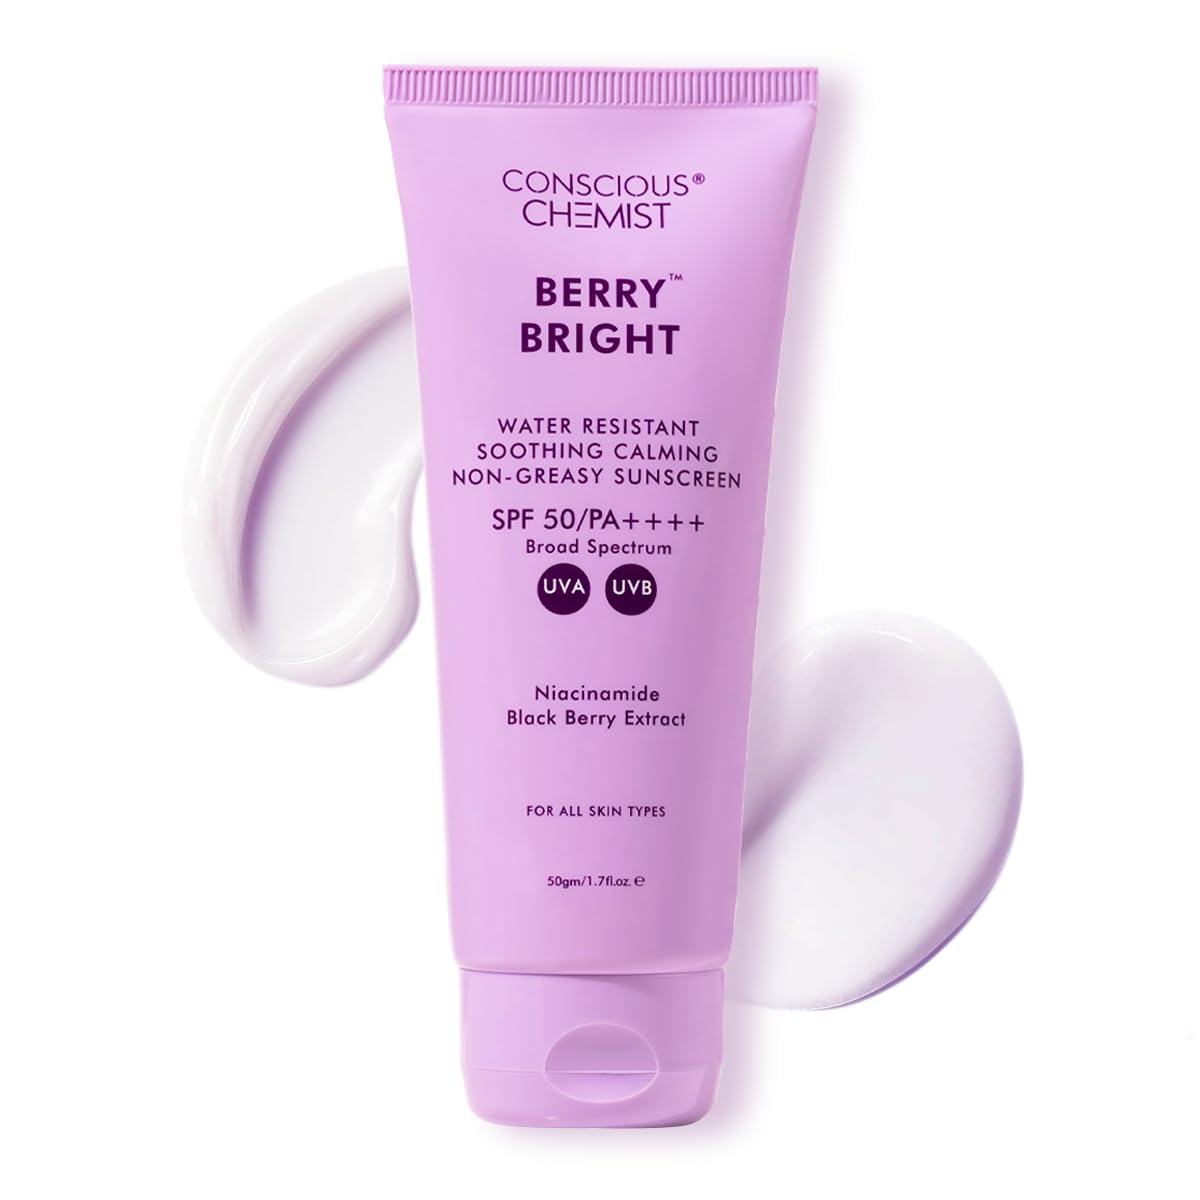 CONSCIOUS®
CHEMIST
BERRY™
BRIGHT
WATER RESISTANT
SOOTHING CALMING
NON-GREASY SUNSCREEN
SPF 50/PA++++
Broad Spectrum
UVA UVB
Niacinamide
Black Berry Extract
FOR ALL SKIN TYPES
50gm/1.7fl.oz. ℮